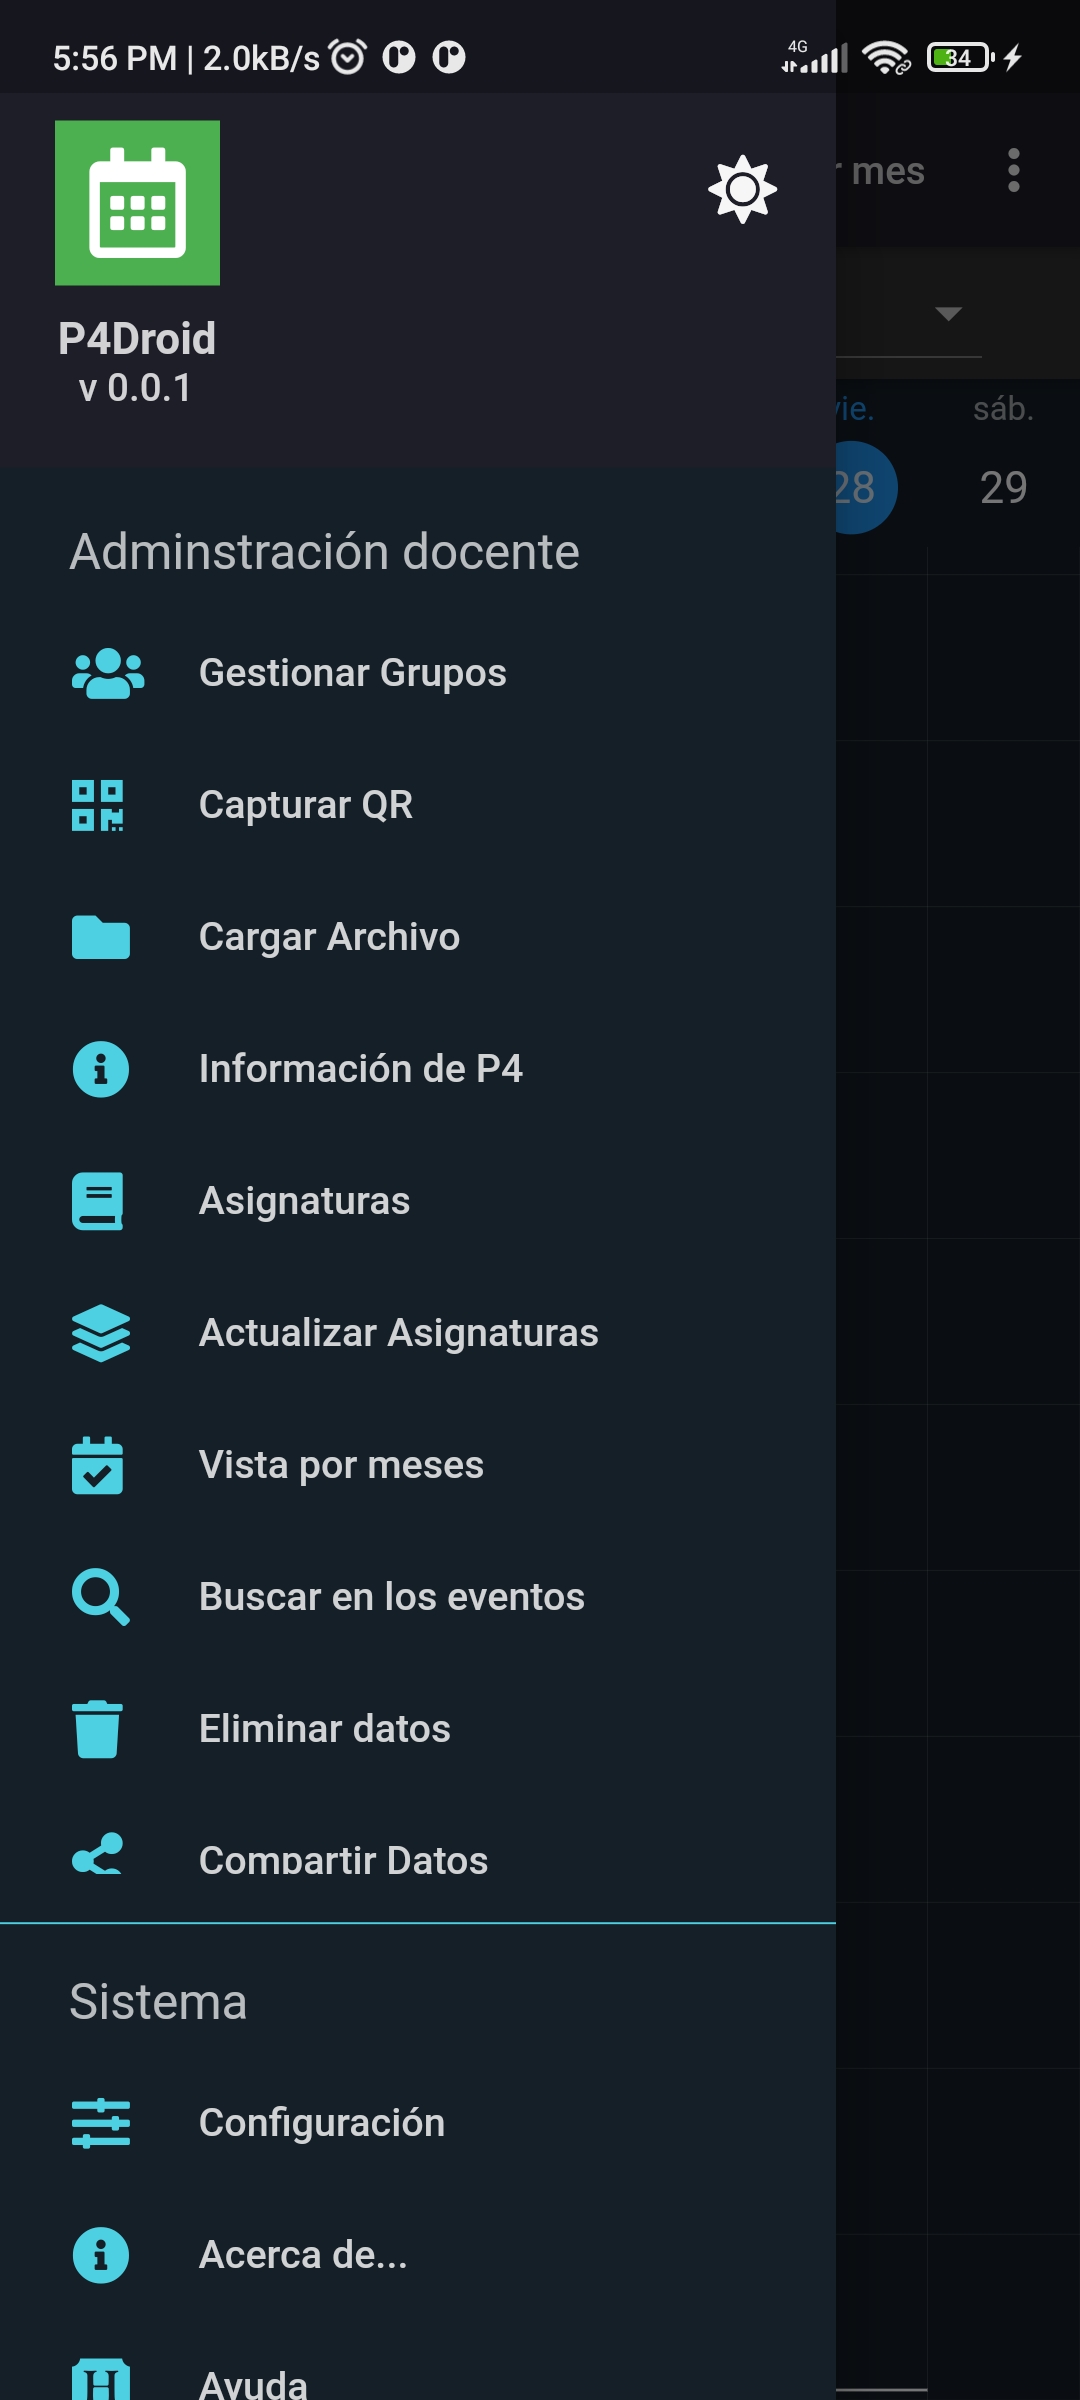 5:56 PM | 2.0kB/s
4G
34
P4Droid
v 0.0.1
mes
vie.
sáb.
28
29
Adminstración docente
Gestionar Grupos
Capturar QR
Cargar Archivo
Información de P4
Asignaturas
Actualizar Asignaturas
Vista por meses
Buscar en los eventos
Eliminar datos
Compartir Datos
Sistema
Configuración
Acerca de...
Ayuda